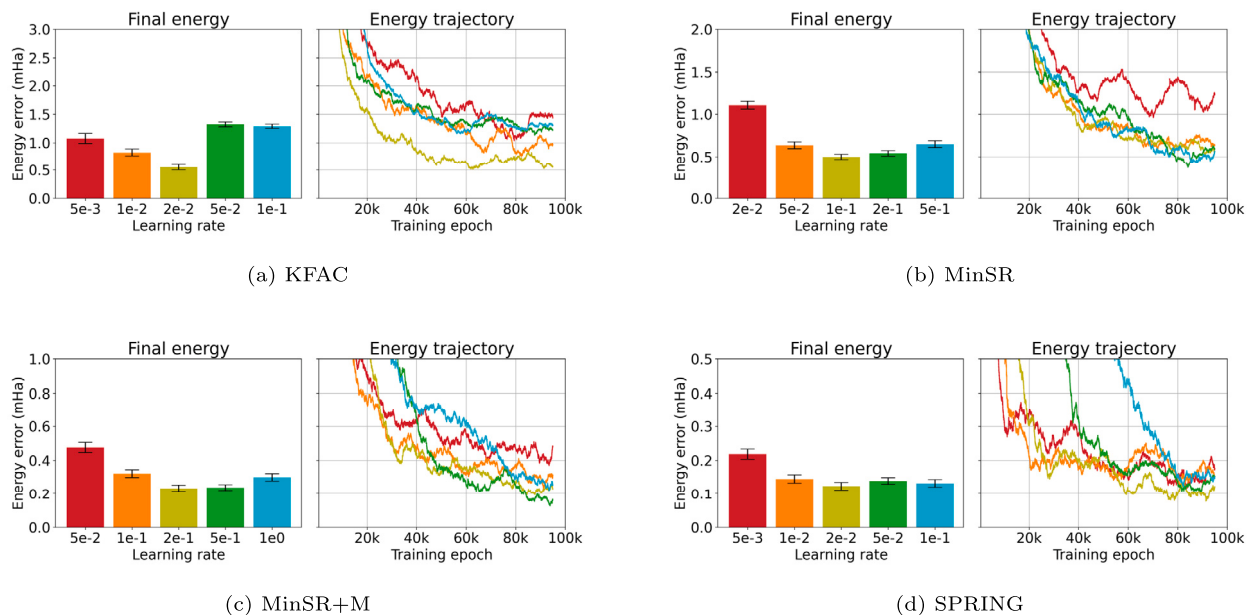 Final energy
Energy trajectory
Energy error (mHa)
3.0
2.5
2.0
1.5
1.0
0.5
0.0
5e-3 1e-2 2e-2 5e-2 1e-1
Learning rate
20k 40k 60k 80k 100k
Training epoch
(a) KFAC
Final energy
Energy trajectory
Energy error (mHa)
2.0
1.5
1.0
0.5
0.0
2e-2 5e-2 1e-1 2e-1 5e-1
Learning rate
20k 40k 60k 80k 100k
Training epoch
(b) MinSR
Final energy
Energy trajectory
Energy error (mHa)
1.0
0.8
0.6
0.4
0.2
0.0
5e-2 1e-1 2e-1 5e-1 1e0
Learning rate
20k 40k 60k 80k 100k
Training epoch
(c) MinSR+M
Final energy
Energy trajectory
Energy error (mHa)
0.5
0.4
0.3
0.2
0.1
0.0
5e-3 1e-2 2e-2 5e-2 1e-1
Learning rate
20k 40k 60k 80k 100k
Training epoch
(d) SPRING